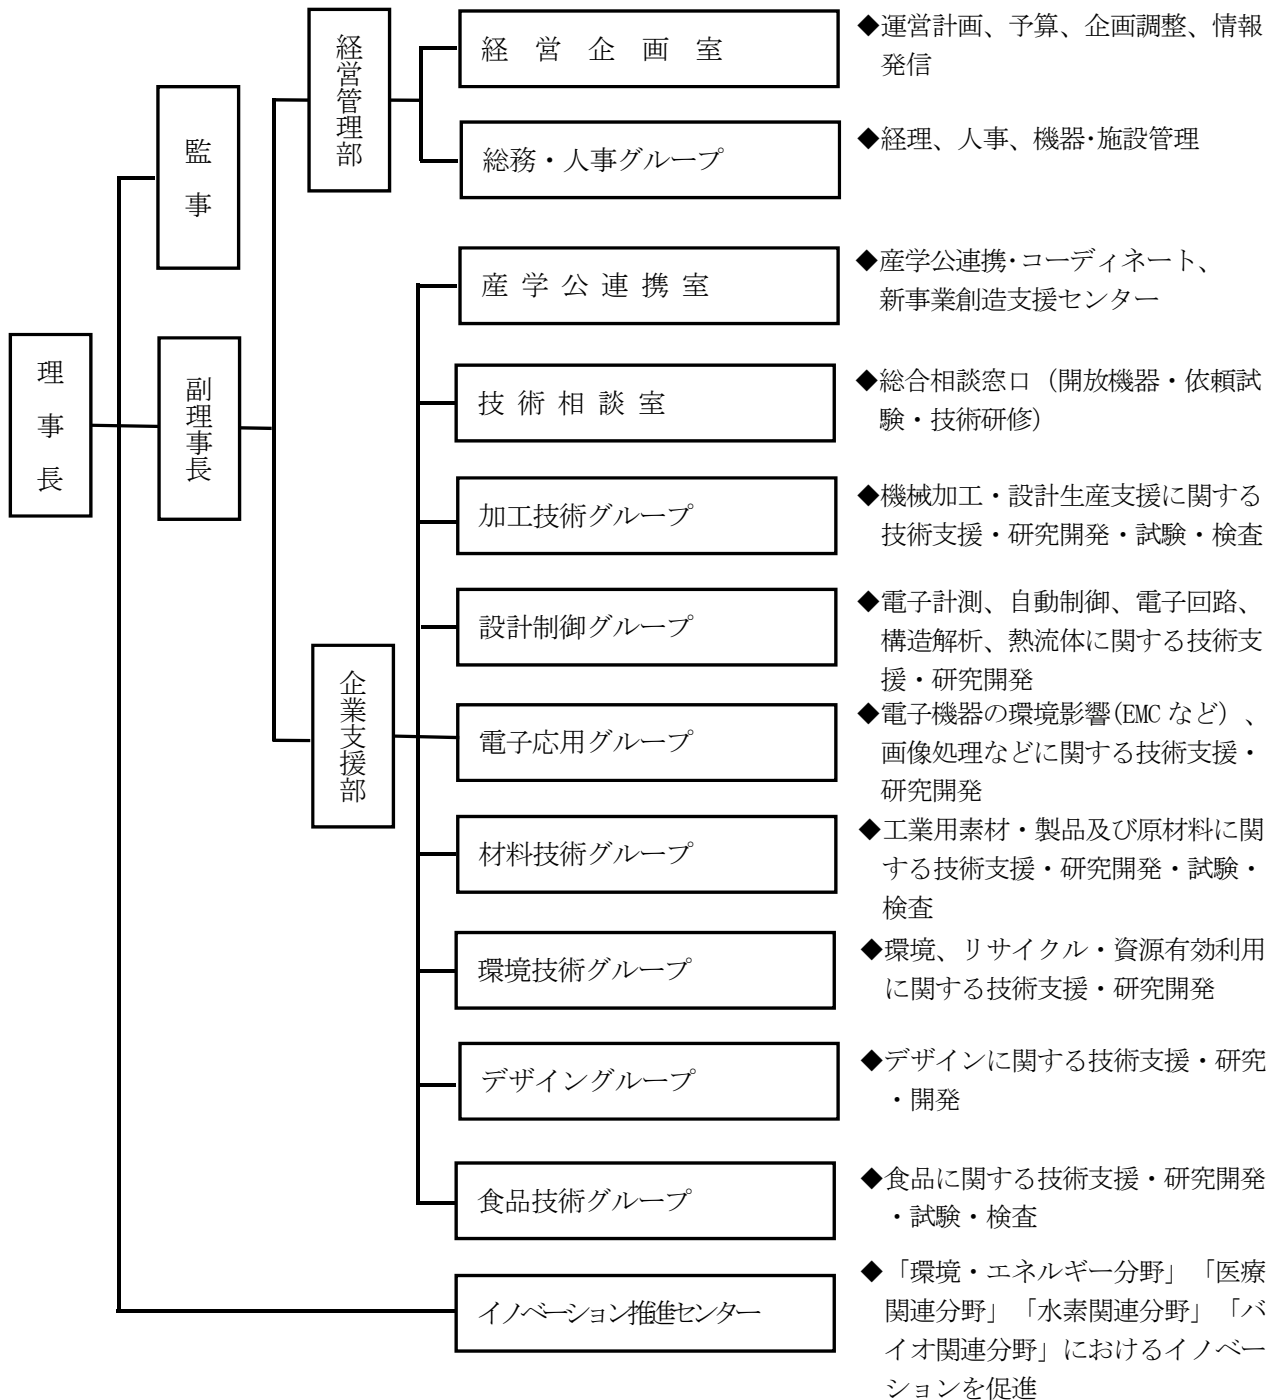 理事長
監事
副理事長
経営管理部
経営企画室
◆運営計画、予算、企画調整、情報
発信
総務・人事グループ
◆経理、人事、機器・施設管理
企業支援部
産学公連携室
◆産学公連携・コーディネート、
新事業創造支援センター
技術相談室
◆総合相談窓口（開放機器・依頼試
験・技術研修）
加工技術グループ
◆機械加工・設計生産支援に関する
技術支援・研究開発・試験・検査
設計制御グループ
◆電子計測、自動制御、電子回路、
構造解析、熱流体に関する技術支
援・研究開発
電子応用グループ
◆電子機器の環境影響(EMCなど）、
画像処理などに関する技術支援・
研究開発
材料技術グループ
◆工業用素材・製品及び原材料に関
する技術支援・研究開発・試験・
検査
環境技術グループ
◆環境、リサイクル・資源有効利用
に関する技術支援・研究開発
デザイングループ
◆デザインに関する技術支援・研究
・開発
食品技術グループ
◆食品に関する技術支援・研究開発
・試験・検査
イノベーション推進センター
◆「環境・エネルギー分野」「医療
関連分野」「水素関連分野」「バ
イオ関連分野」におけるイノベー
ションを促進